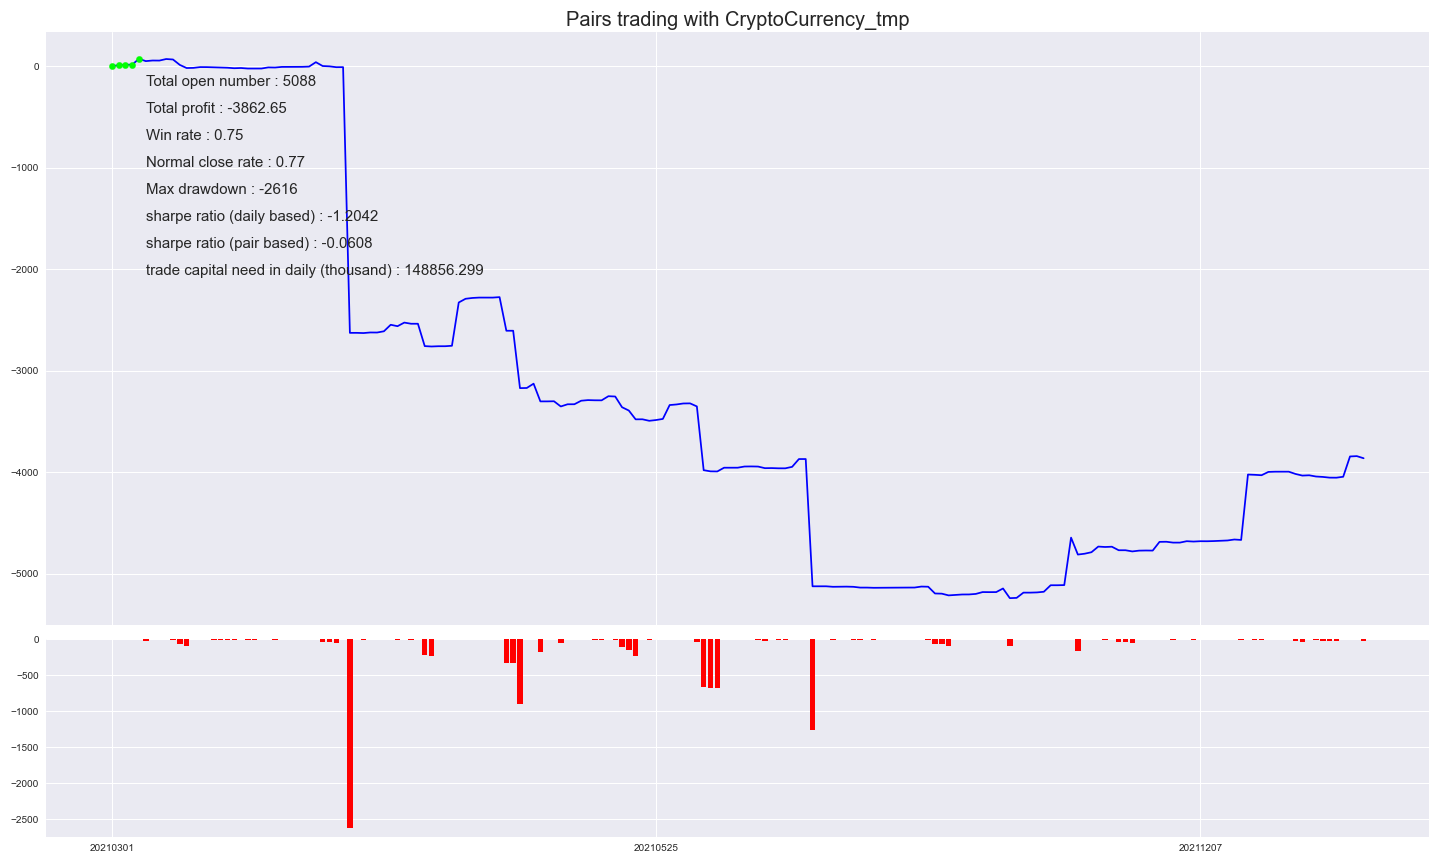 Pairs trading with CryptoCurrency_tmp
0
Total open number : 5088
Total profit : -3862.65
Win rate : 0.75
−1000
Normal close rate : 0.77
Max drawdown : -2616
sharpe ratio (daily based) : -1.2042
sharpe ratio (pair based) : -0.0608
−2000
trade capital need in daily (thousand) : 148856.299
−3000
−4000
−5000
0
−500
−1000
−1500
−2000
−2500
20210301 20210525 20211207